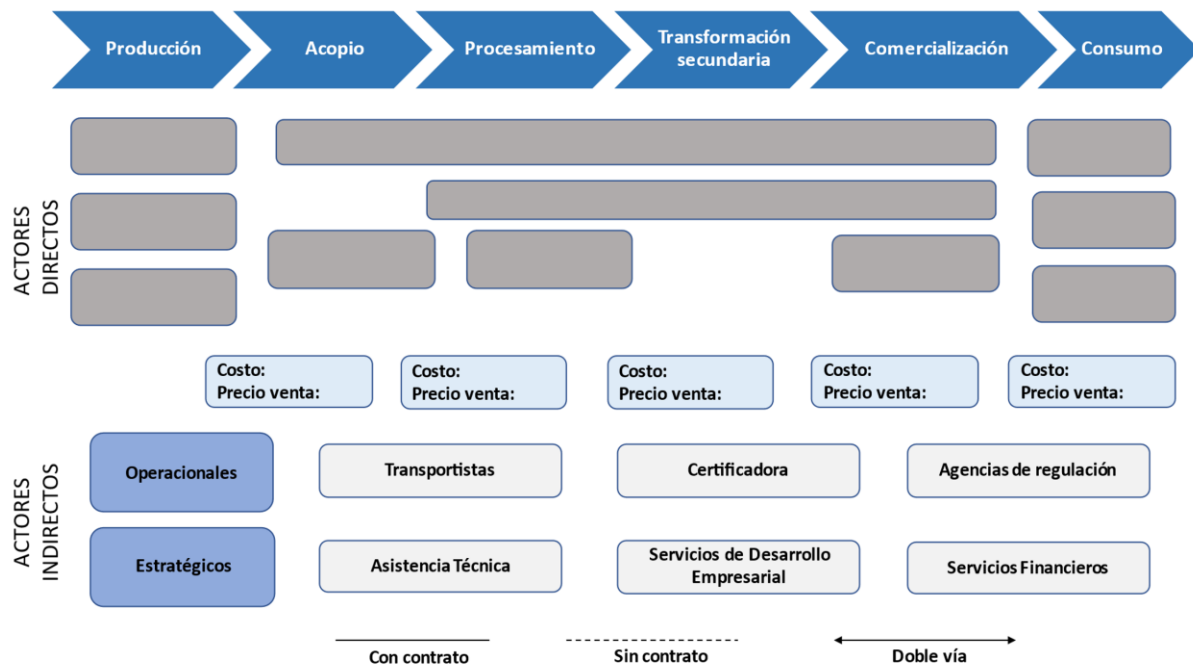 Producción
Acopio
Procesamiento
Transformación
secundaria
Comercialización
Consumo
ACTORES
DIRECTOS
Costo:
Precio venta:
Costo:
Precio venta:
Costo:
Precio venta:
Costo:
Precio venta:
Costo:
Precio venta:
ACTORES
INDIRECTOS
Operacionales
Transportistas
Certificadora
Agencias de regulación
Estratégicos
Asistencia Técnica
Servicios de Desarrollo
Empresarial
Servicios Financieros
Con contrato
Sin contrato
Doble vía